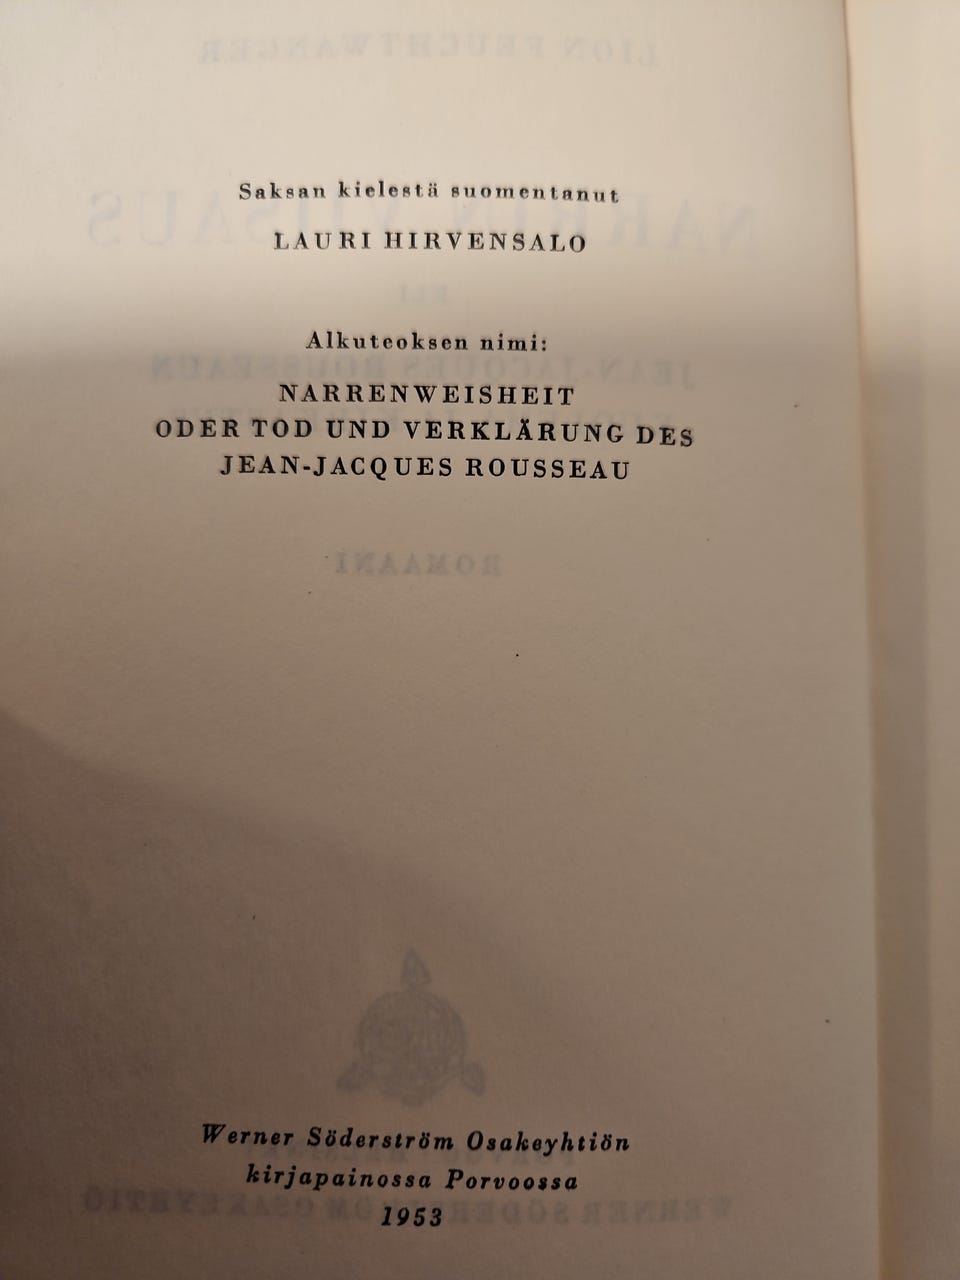 Saksan kielestä suomentanut
LAURI HIRVENSALO
Alkuteoksen nimi:
NARRENWEISHEIT
ODER TOD UND VERKLÄRUNG DES
JEAN-JACQUES ROUSSEAU
Werner Söderström Osakeyhtiön
kirjapainossa Porvoossa
1953